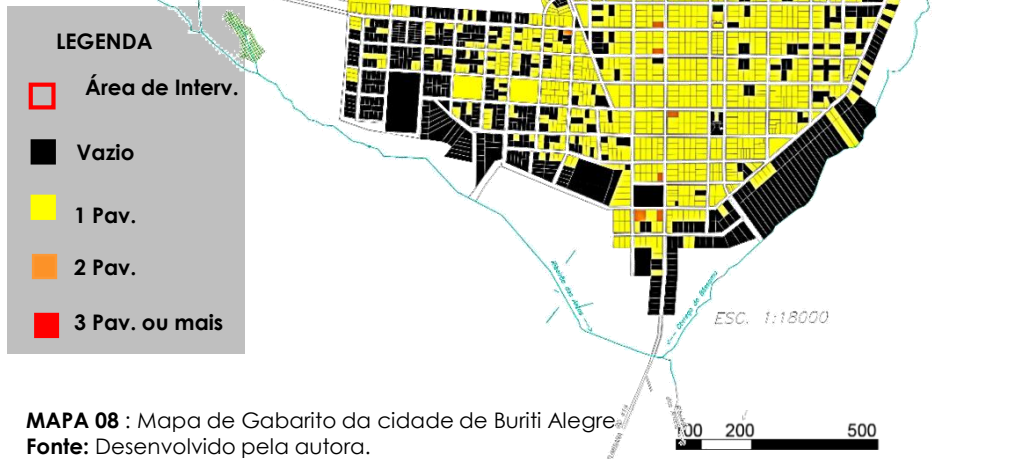 LEGENDA
Área de Interv.
Vazio
1 Pav.
2 Pav.
3 Pav. ou mais
ESC. 1:18000
MAPA 08 : Mapa de Gabarito da cidade de Buriti Alegre
Fonte: Desenvolvido pela autora.
200 500